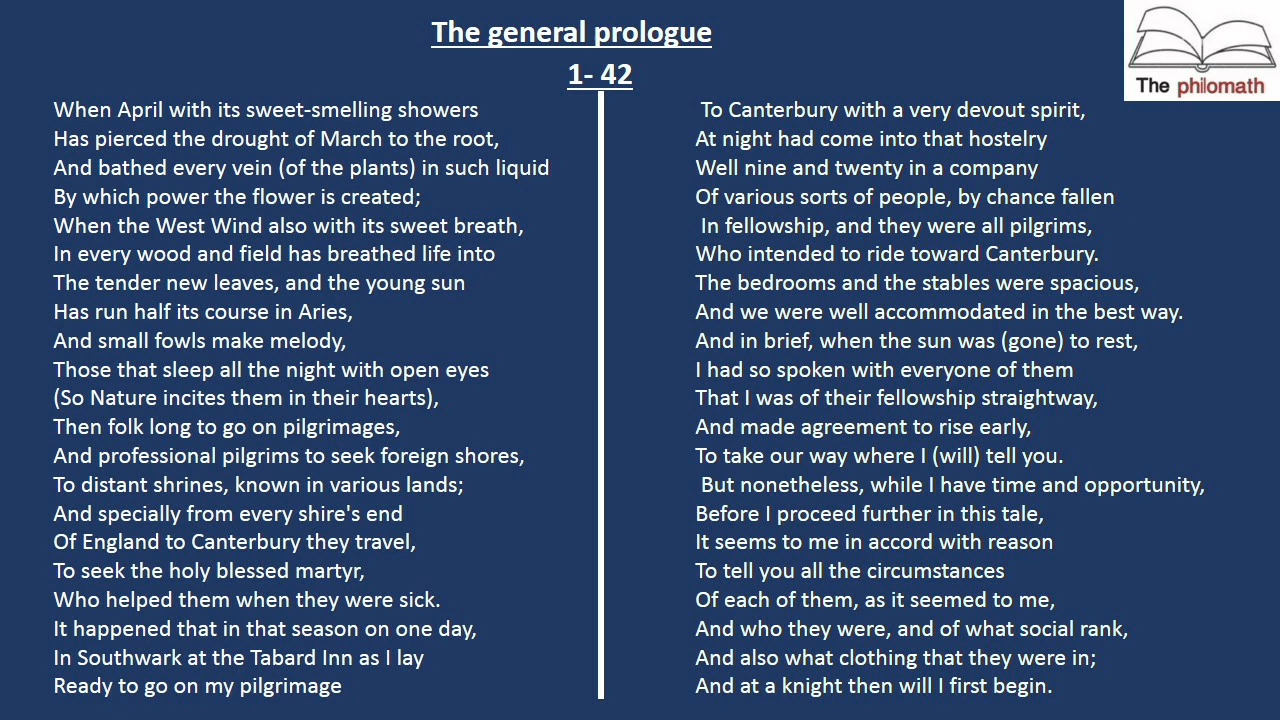 The general prologue
1- 42
The philomath
When April with its sweet-smelling showers
Has pierced the drought of March to the root,
And bathed every vein (of the plants) in such liquid
By which power the flower is created;
When the West Wind also with its sweet breath,
In every wood and field has breathed life into
The tender new leaves, and the young sun
Has run half its course in Aries,
And small fowls make melody,
Those that sleep all the night with open eyes
(So Nature incites them in their hearts),
Then folk long to go on pilgrimages,
And professional pilgrims to seek foreign shores,
To distant shrines, known in various lands;
And specially from every shire's end
Of England to Canterbury they travel,
To seek the holy blessed martyr,
Who helped them when they were sick.
It happened that in that season on one day,
In Southwark at the Tabard Inn as I lay
Ready to go on my pilgrimage
To Canterbury with a very devout spirit,
At night had come into that hostelry
Well nine and twenty in a company
Of various sorts of people, by chance fallen
In fellowship, and they were all pilgrims,
Who intended to ride toward Canterbury.
The bedrooms and the stables were spacious,
And we were well accommodated in the best way.
And in brief, when the sun was (gone) to rest,
I had so spoken with everyone of them
That I was of their fellowship straightway,
And made agreement to rise early,
To take our way where I (will) tell you.
But nonetheless, while I have time and opportunity,
Before I proceed further in this tale,
It seems to me in accord with reason
To tell you all the circumstances
Of each of them, as it seemed to me,
And who they were, and of what social rank,
And also what clothing that they were in;
And at a knight then will I first begin.